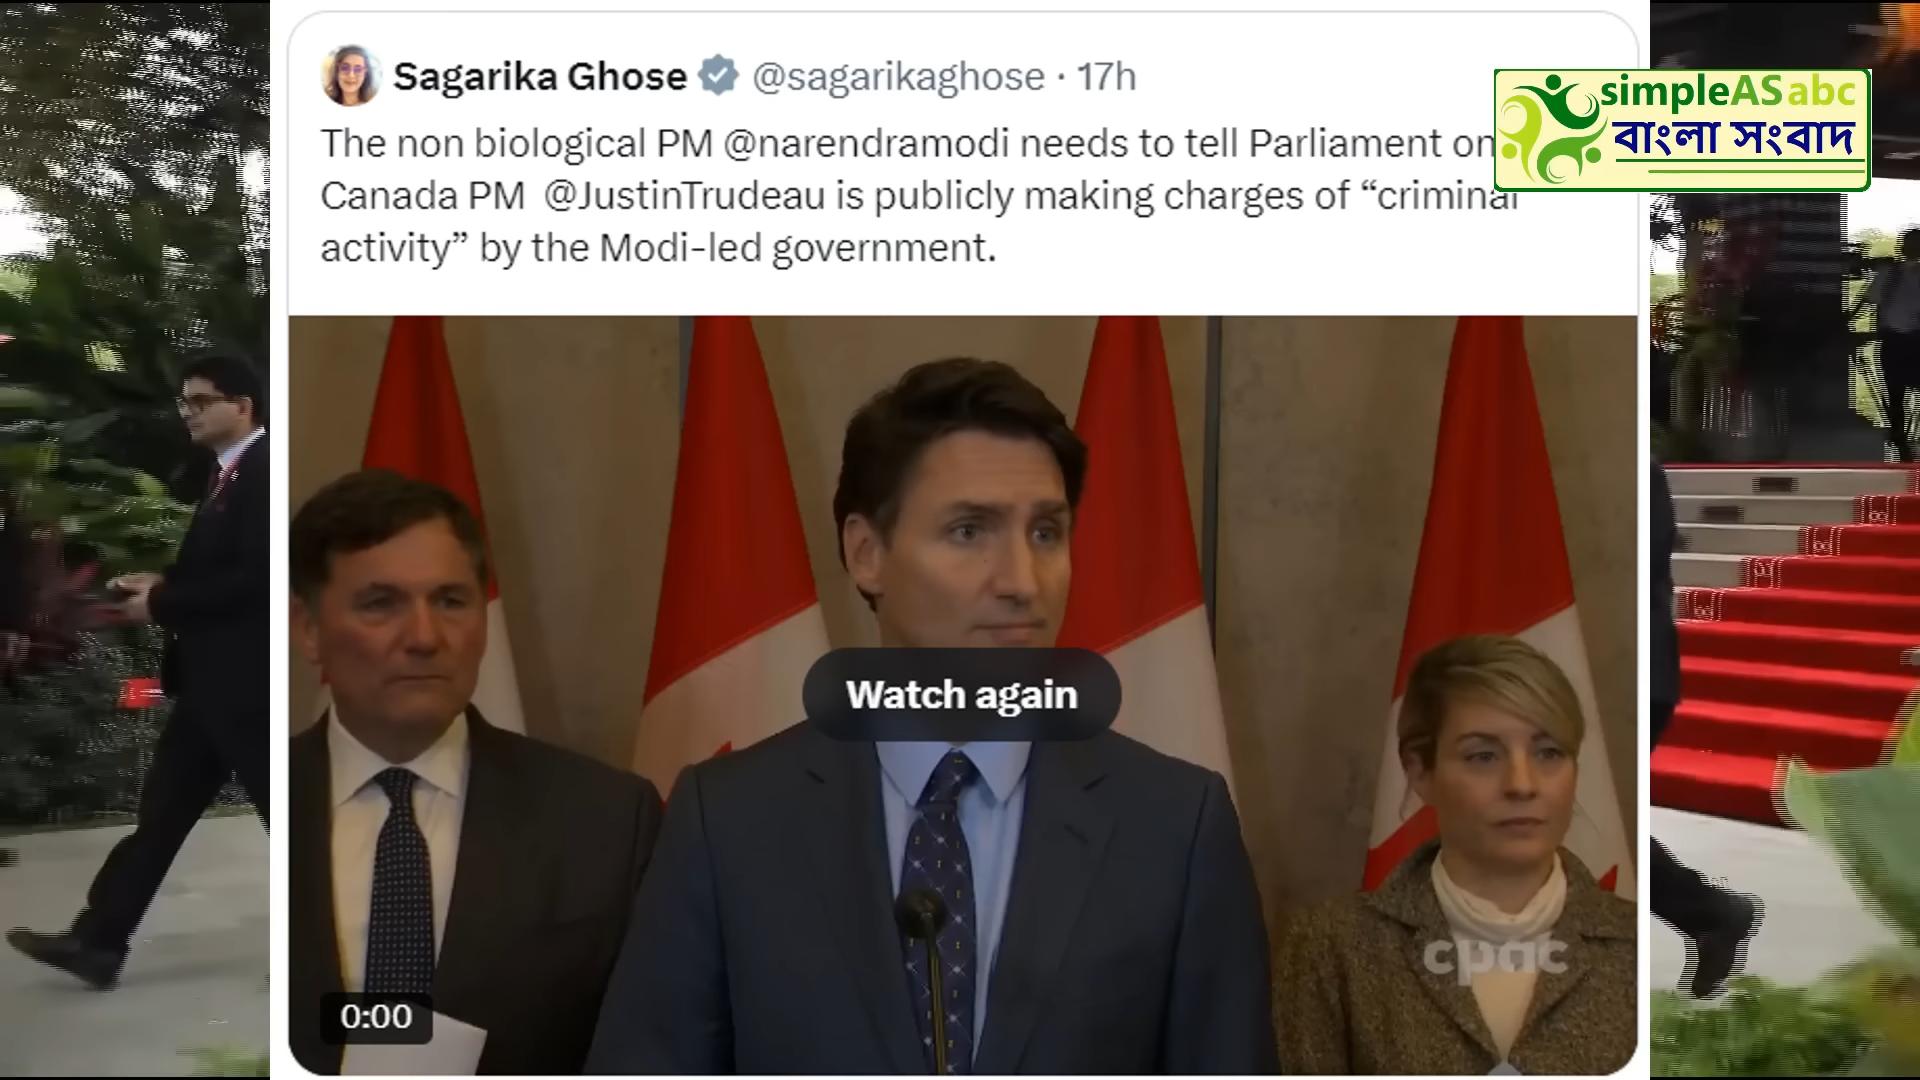 Sagarika Ghose @sagarikaghose · 17h
The non biological PM @narendramodi needs to tell Parliament on
Canada PM @JustinTrudeau is publicly making charges of “criminal
activity” by the Modi-led government.
simpleASabc
বাংলা সংবাদ
Watch again
cpac
0:00